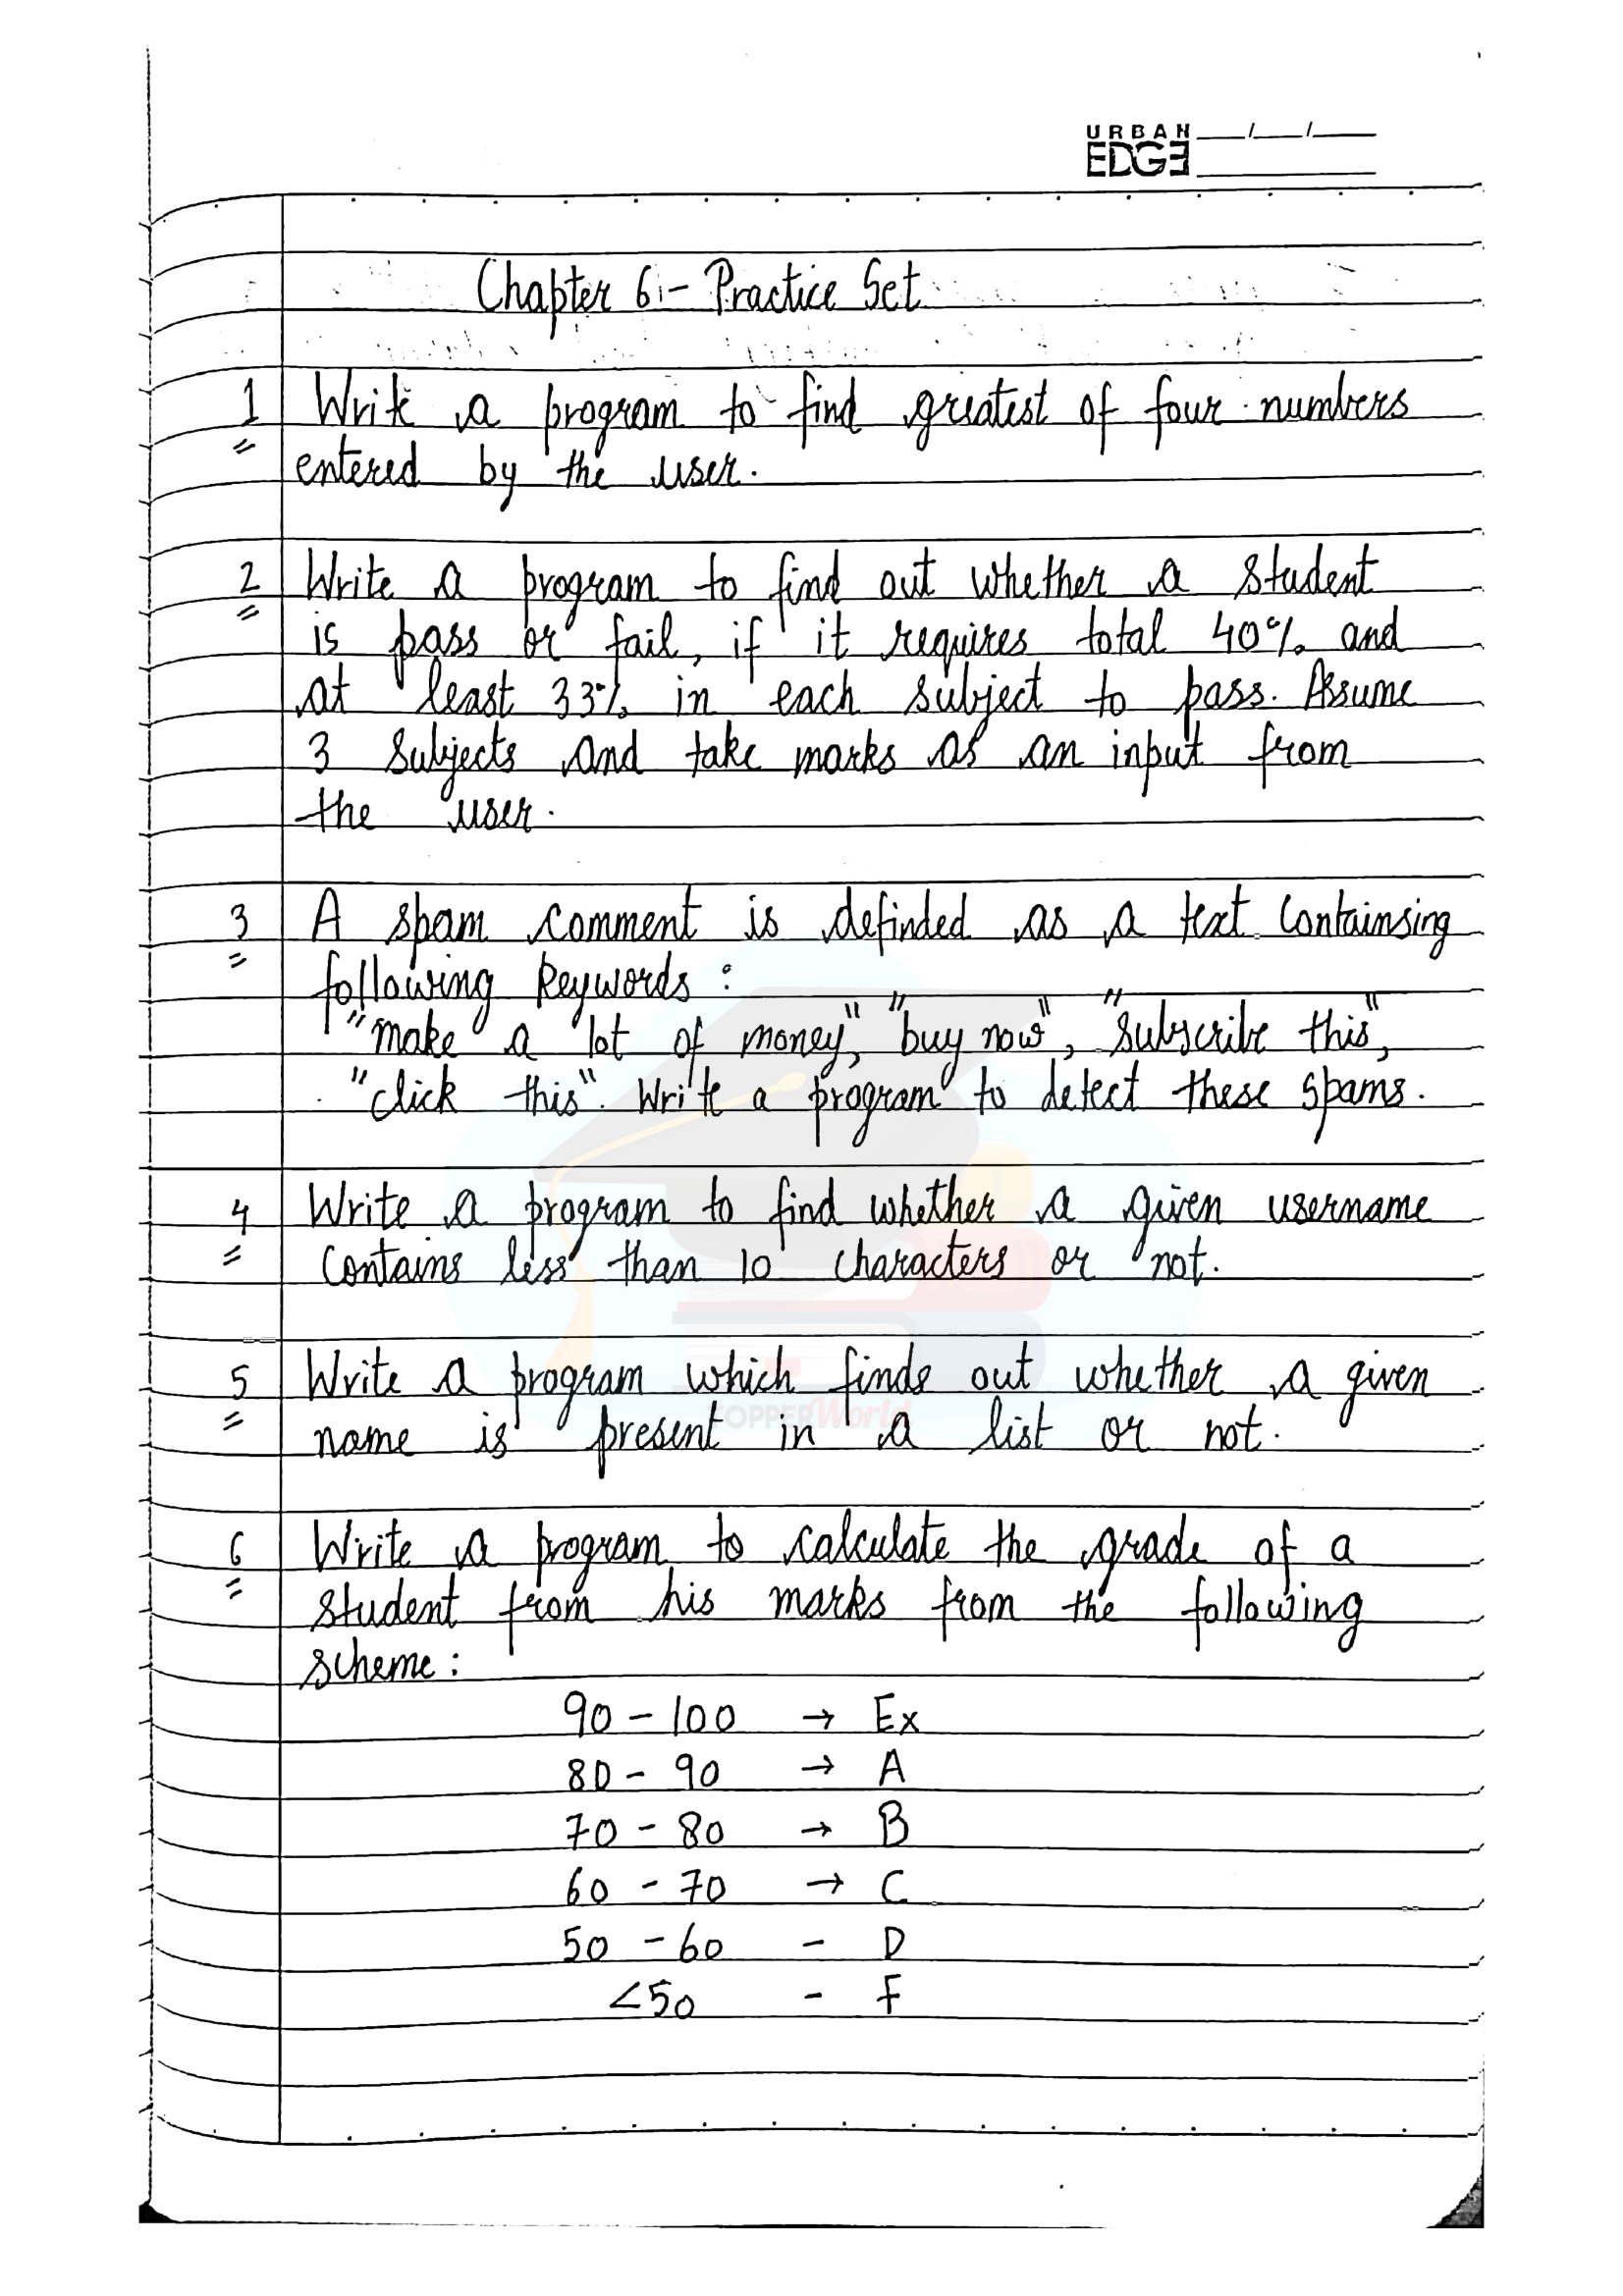 URBAN
EDGE
Chapter 6:- Practice Set
1 Write a program to find greatest of four numbers
entered by the user.
2 Write a program to find out whether a student
is pass or fail, if it requires total 40% and
at least 33% in each subject to pass. Assume
3 subjects and take marks as an input from
the user.
3 A spam comment is definded as a text containsing
following keywords :
"make a lot of money", "buy now", "subscribe this",
"click this". Write a program to detect these spams.
4 Write a program to find whether a given username
contains less than 10 characters or not.
5 Write a program which finds out whether a given
name is present in a list or not.
TOPPERWorld
6 Write a program to calculate the grade of a
student from his marks from the following
scheme :
90 - 100 → Ex
80 - 90 → A
70 - 80 → B
60 - 70 → C
50 - 60 - D
<50 - F